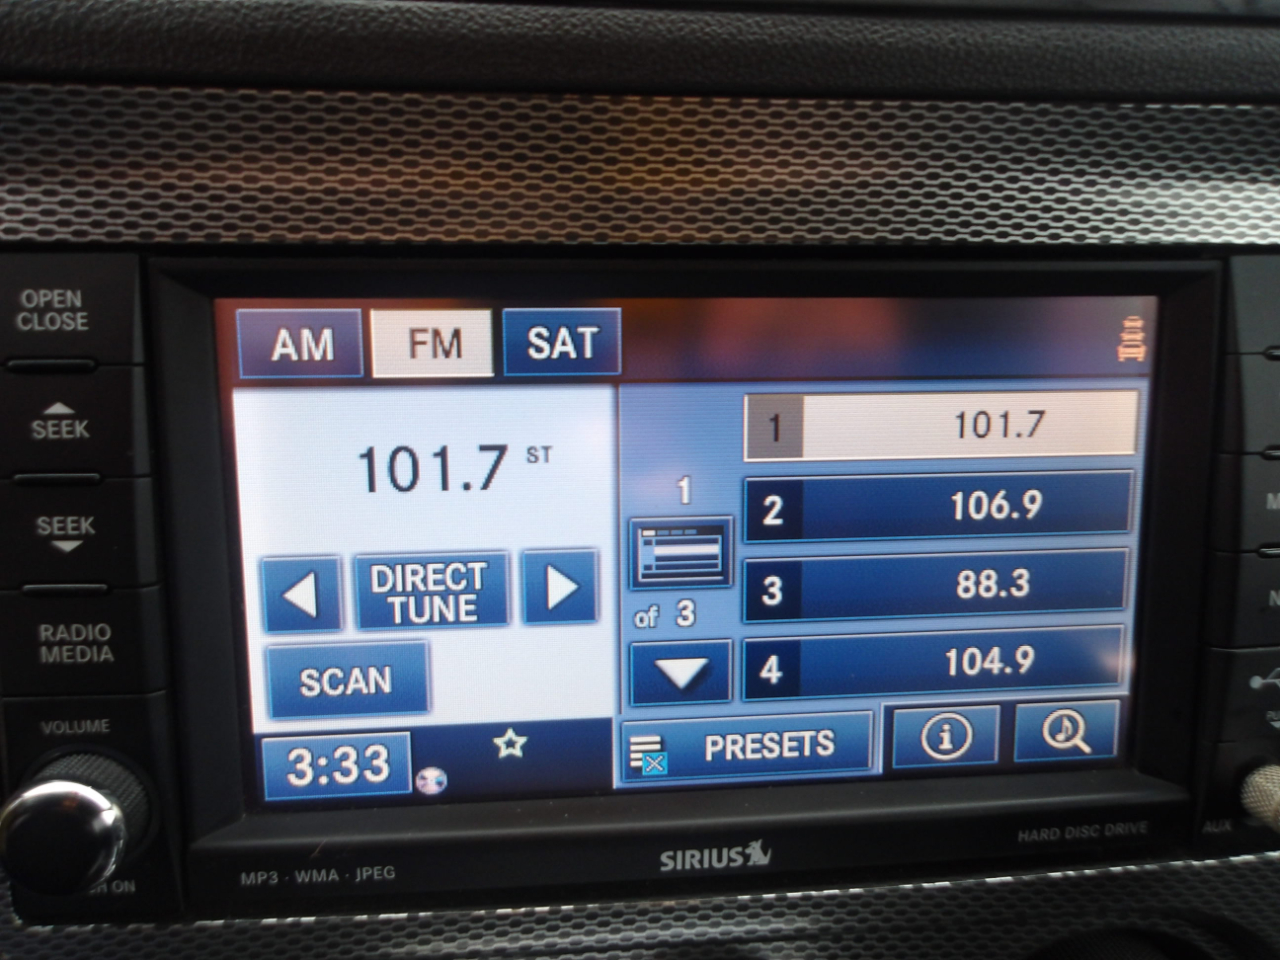 OPEN
CLOSE
SEEK
SEEK
RADIO
MEDIA
VOLUME
ON
AM FM SAT
101.7 ST
DIRECT
TUNE
SCAN
3:33
1
of 3
1 101.7
2 106.9
3 88.3
4 104.9
PRESETS
i
MP3 · WMA · JPEG
SIRIUS
HARD DISC DRIVE
AUX